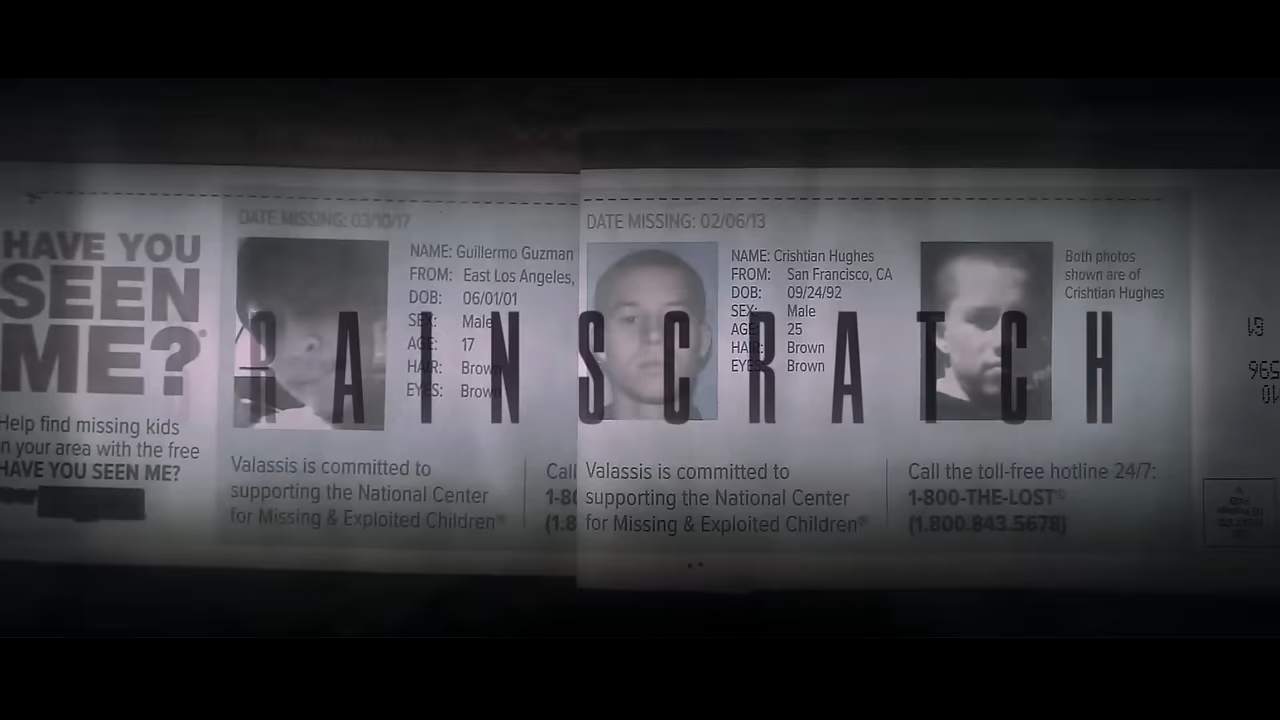 HAVE YOU
SEEN
ME?®
Help find missing kids
in your area with the free
HAVE YOU SEEN ME?
DATE MISSING: 03/10/17
NAME: Guillermo Guzman
FROM: East Los Angeles,
DOB: 06/01/01
SEX: Male
AGE: 17
HAIR: Brown
EYES: Brown
Valassis is committed to
supporting the National Center
for Missing & Exploited Children®
Call
1-80
(1.8
DATE MISSING: 02/06/13
NAME: Crishtian Hughes
FROM: San Francisco, CA
DOB: 09/24/92
SEX: Male
AGE: 25
HAIR: Brown
EYES: Brown
Both photos
shown are of
Crishtian Hughes
RAINSCRATCH
Valassis is committed to
supporting the National Center
for Missing & Exploited Children®
Call the toll-free hotline 24/7:
1-800-THE-LOST®
(1.800.843.5678)